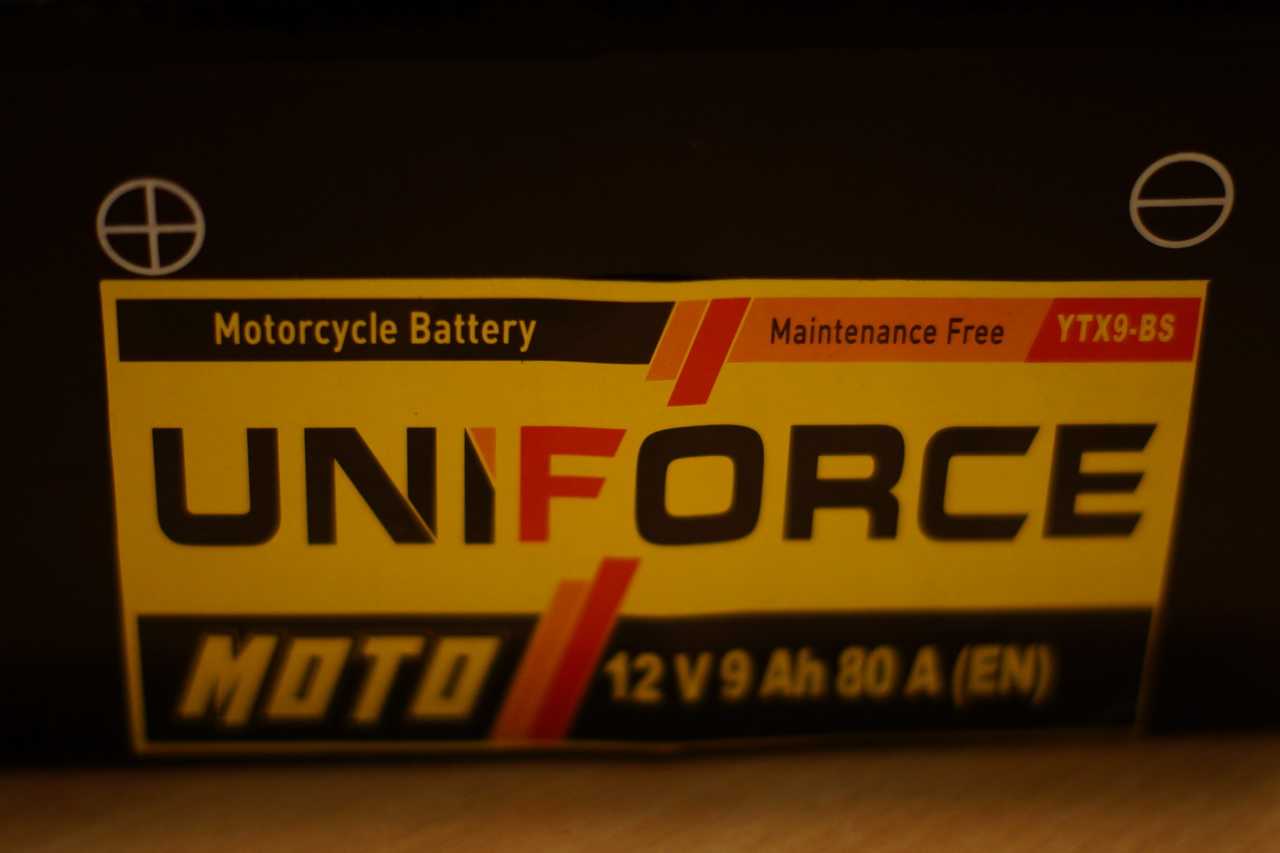 Motorcycle Battery Maintenance Free YTX9-BS
UNIFORCE
MOTO 12 V 9 Ah 80 A (EN)